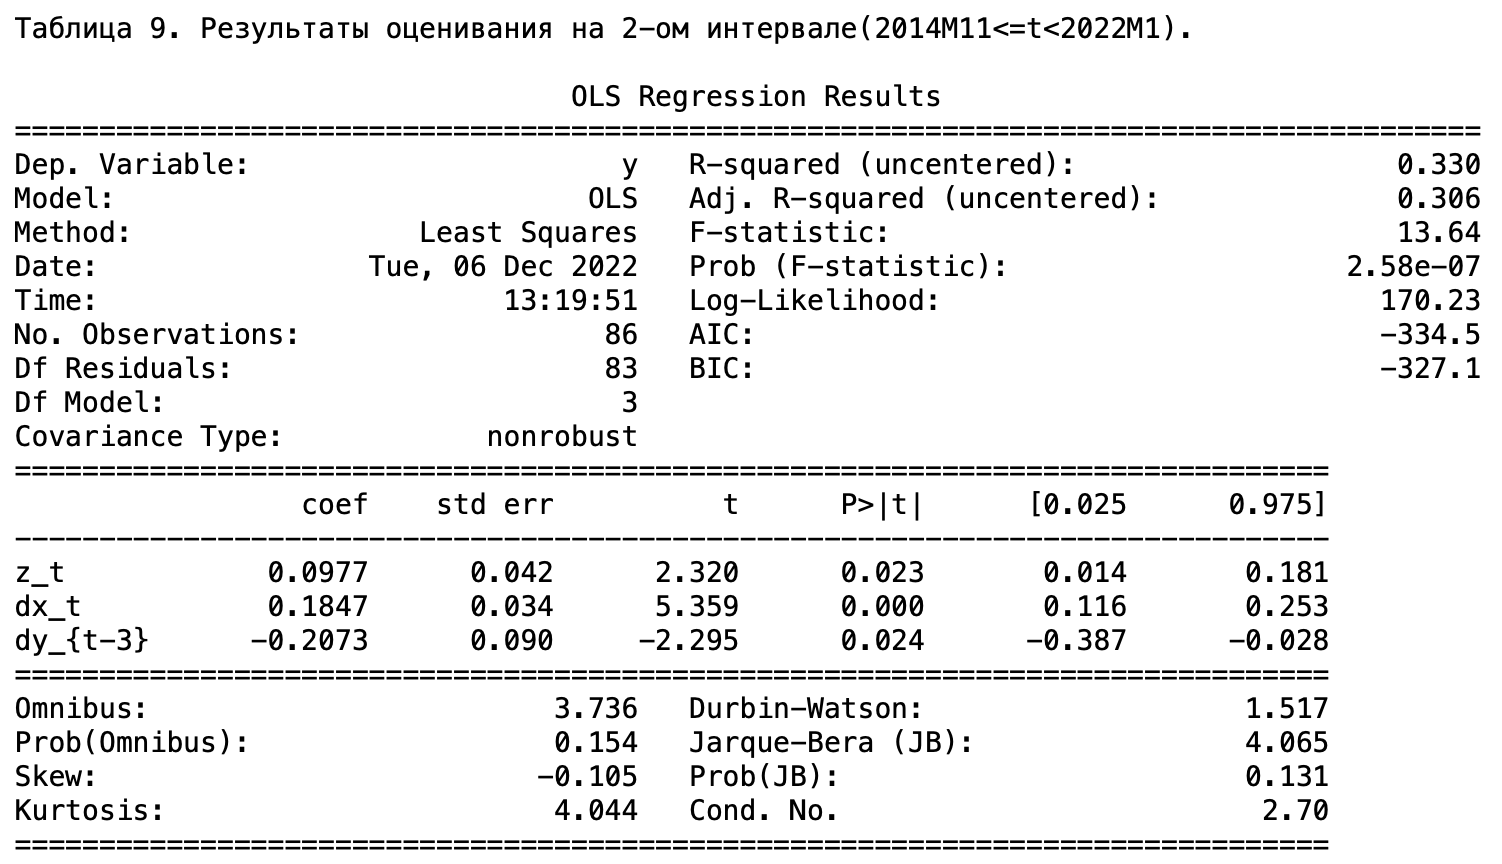 Таблица 9. Результаты оценивания на 2-ом интервале(2014M11<=t<2022M1).
OLS Regression Results
==============================================================================
Dep. Variable: y R-squared (uncentered): 0.330
Model: OLS Adj. R-squared (uncentered): 0.306
Method: Least Squares F-statistic: 13.64
Date: Tue, 06 Dec 2022 Prob (F-statistic): 2.58e-07
Time: 13:19:51 Log-Likelihood: 170.23
No. Observations: 86 AIC: -334.5
Df Residuals: 83 BIC: -327.1
Df Model: 3
Covariance Type: nonrobust
==============================================================================
coef std err t P>|t| [0.025 0.975]
------------------------------------------------------------------------------
z_t 0.0977 0.042 2.320 0.023 0.014 0.181
dx_t 0.1847 0.034 5.359 0.000 0.116 0.253
dy_{t-3} -0.2073 0.090 -2.295 0.024 -0.387 -0.028
==============================================================================
Omnibus: 3.736 Durbin-Watson: 1.517
Prob(Omnibus): 0.154 Jarque-Bera (JB): 4.065
Skew: -0.105 Prob(JB): 0.131
Kurtosis: 4.044 Cond. No. 2.70
==============================================================================